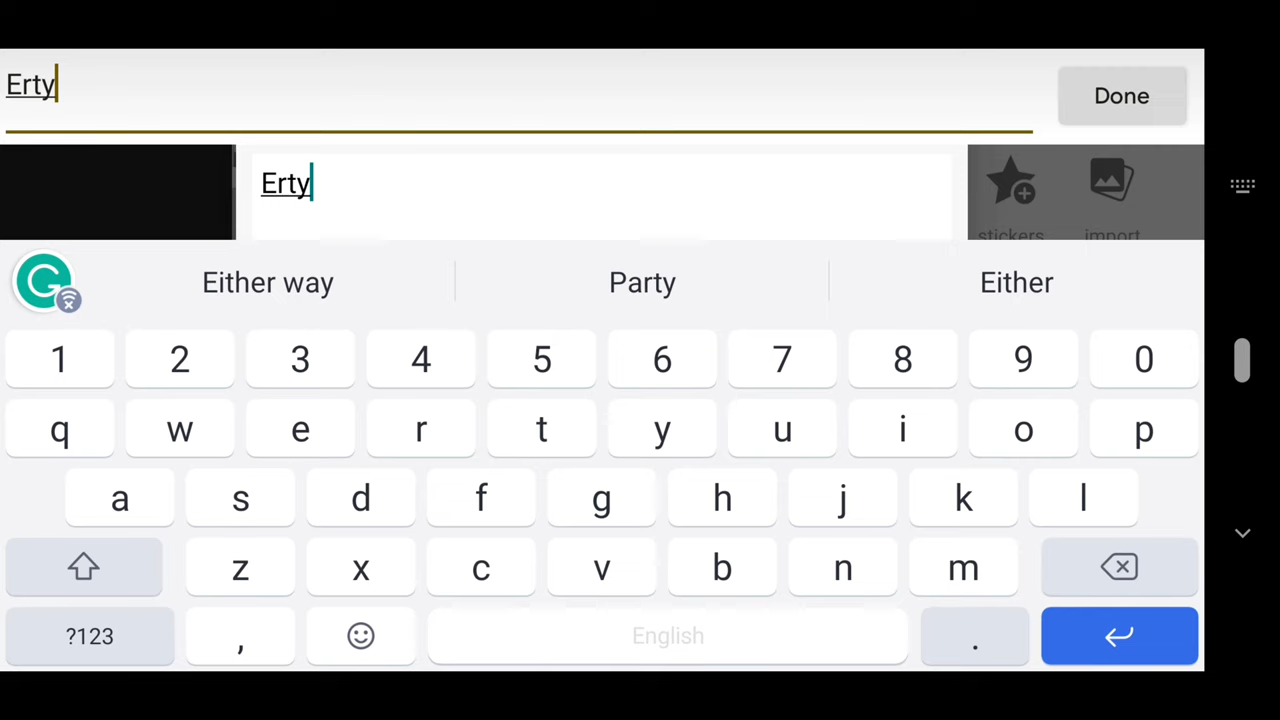 Erty
Done
Erty
stickers import
Either way Party Either
1 2 3 4 5 6 7 8 9 0
q w e r t y u i o p
a s d f g h j k l
z x c v b n m
?123 , English .